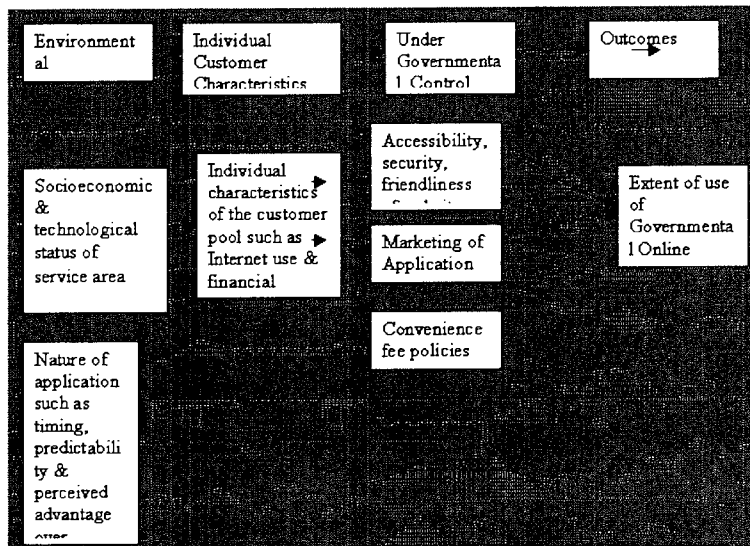 Environment
al
Individual
Customer
Characteristics
Under
Governmenta
l Control
Outcomes
Socioeconomic
&
technological
status of
service area
Nature of
application
such as
timing,
predictabili
ty &
perceived
advantage
Individual
characteristics
of the customer
pool such as
Internet use &
financial
Accessibility,
security,
friendliness
Marketing of
Application
Convenience
fee policies
Extent of use
of
Governmenta
l Online